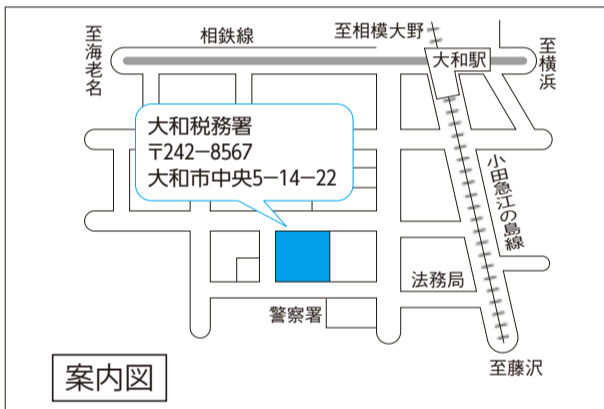 至海老名
相鉄線
至相模大野
大和駅
至横浜
大和税務署
〒242−8567
大和市中央5−14−22
小田急江の島線
法務局
警察署
至藤沢
案内図